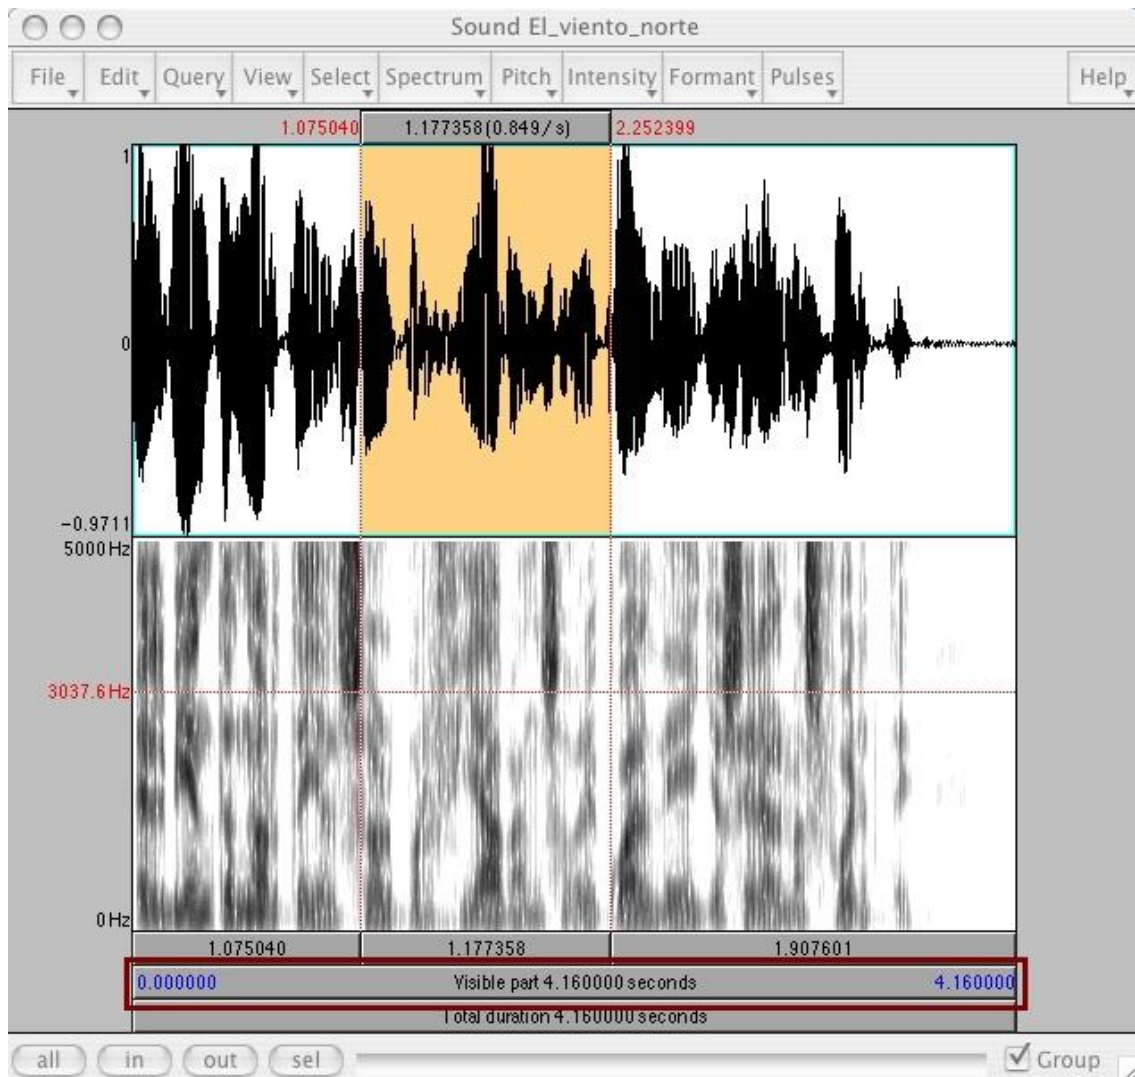 Sound El_viento_norte
File Edit Query View Select Spectrum Pitch Intensity Formant Pulses Help
1.075040 1.177358(0.849/s) 2.252399
1
0
-0.9711
5000 Hz
3037.6 Hz
0 Hz
1.075040 1.177358 1.907601
0.000000 Visible part 4.160000 seconds 4.160000
Total duration 4.160000 seconds
all in out sel Group